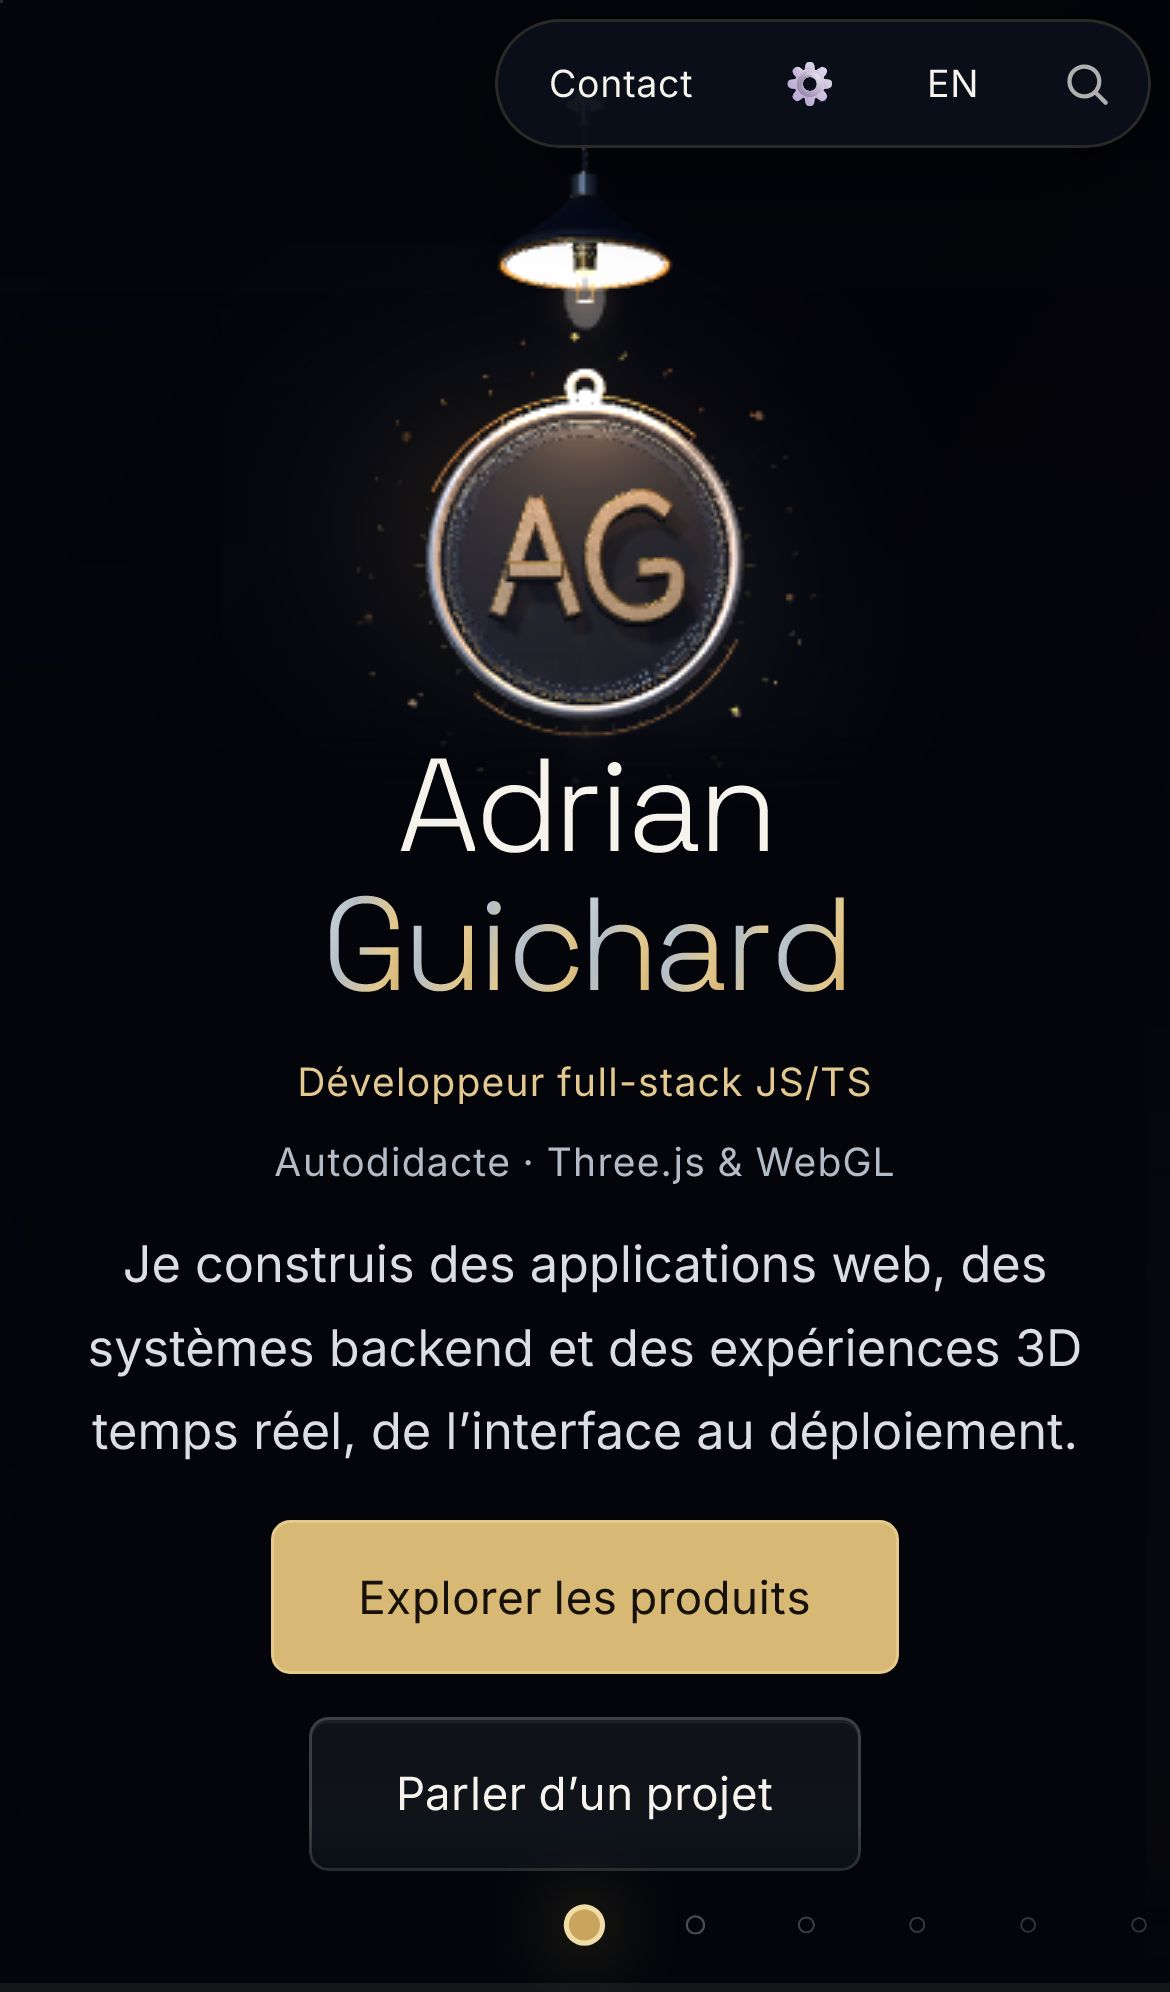 Contact EN
AG
Adrian
Guichard
Développeur full-stack JS/TS
Autodidacte · Three.js & WebGL
Je construis des applications web, des
systèmes backend et des expériences 3D
temps réel, de l’interface au déploiement.
Explorer les produits
Parler d’un projet